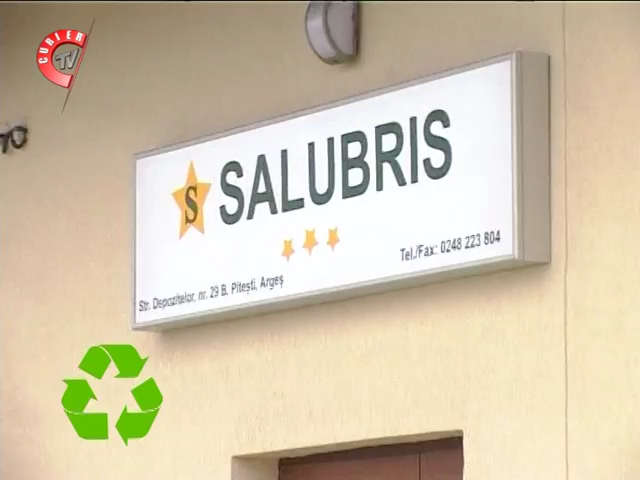 CURIER
TV
S SALUBRIS
Str. Depozitelor, nr. 29 B. Pitești, Argeș
Tel./Fax: 0248 223 804